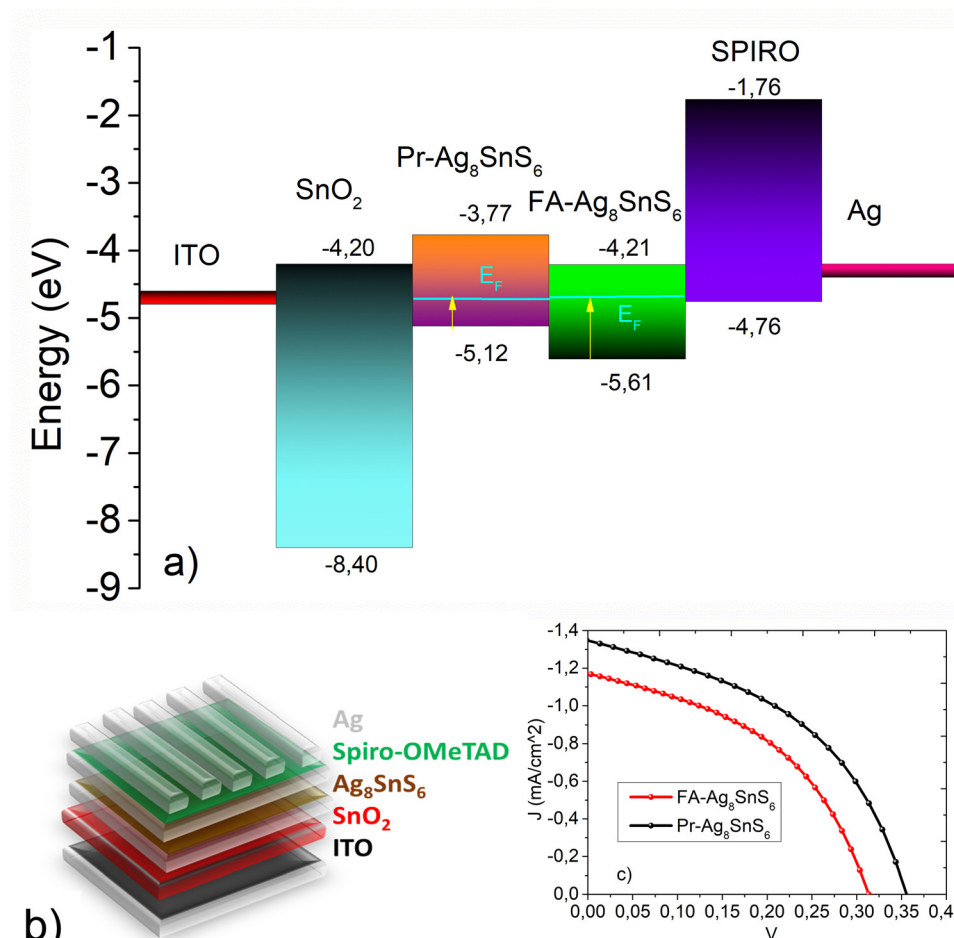 -1
-2
-3
-4
-5
-6
-7
-8
-9
Energy (eV)
ITO
SnO₂
-4,20
-8,40
Pr-Ag₈SnS₆
-3,77
E_F
-5,12
FA-Ag₈SnS₆
-4,21
E_F
-5,61
SPIRO
-1,76
-4,76
Ag
a)
Ag
Spiro-OMeTAD
Ag₈SnS₆
SnO₂
ITO
b)
-1,4
-1,2
-1,0
-0,8
-0,6
-0,4
-0,2
0,0
J (mA/cm^2)
FA-Ag₈SnS₆
Pr-Ag₈SnS₆
c)
0,00 0,05 0,10 0,15 0,20 0,25 0,30 0,35 0,4
V